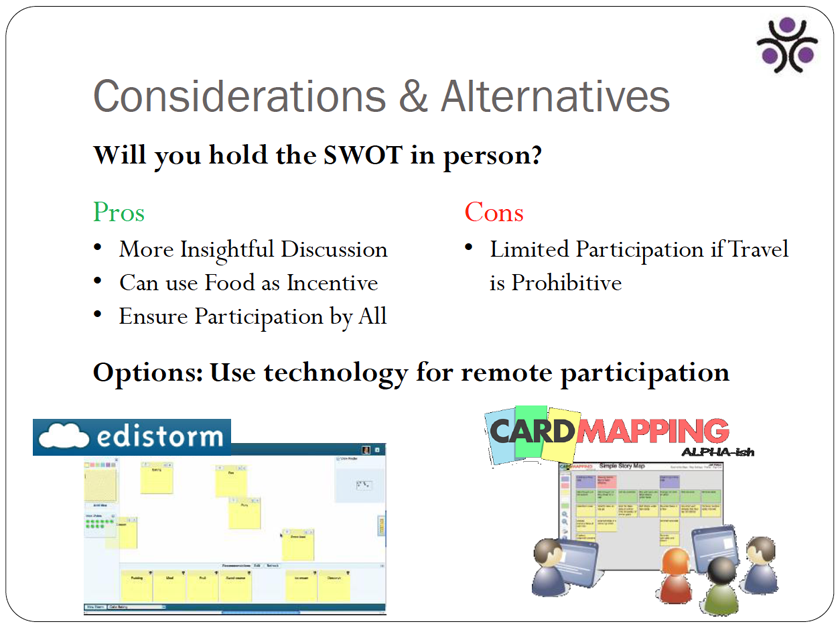 Considerations & Alternatives
Will you hold the SWOT in person?
Pros
• More Insightful Discussion
• Can use Food as Incentive
• Ensure Participation by All
Cons
• Limited Participation if Travel
is Prohibitive
Options: Use technology for remote participation
edistorm
CARDMAPPING
ALPHA-ish
Simple Story Map